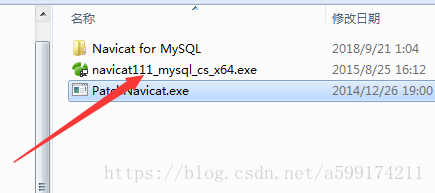 名称 修改日期
Navicat for MySQL 2018/9/21 1:04
navicat111_mysql_cs_x64.exe 2015/8/25 16:12
PatchNavicat.exe 2014/12/26 19:00
https://blog.csdn.net/a599174211